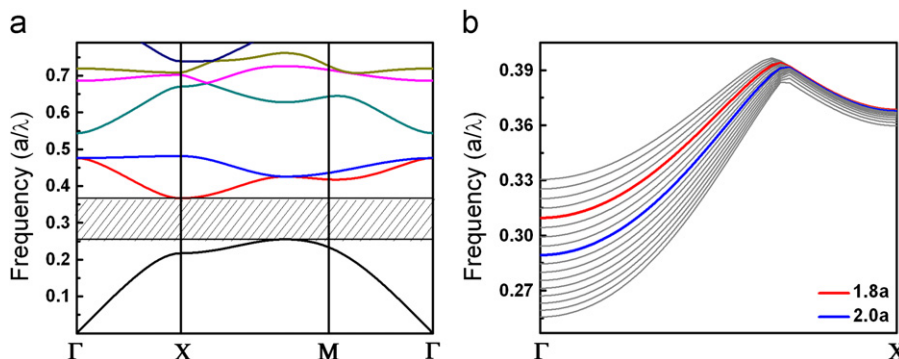 a
Frequency (a/λ)
0.7
0.6
0.5
0.4
0.3
0.2
0.1
Γ X M Γ
b
Frequency (a/λ)
0.39
0.36
0.33
0.30
0.27
1.8a
2.0a
Γ X